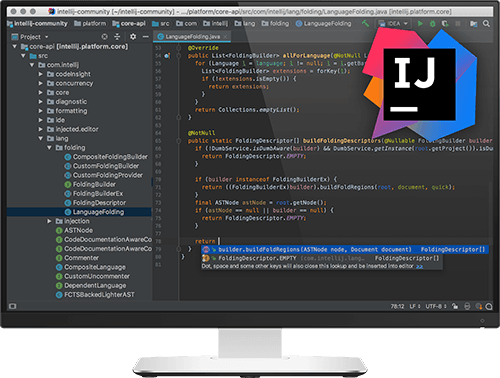 intellij-community (~/intellij-community) - .../platform/core-api/src/com/intellij/lang/folding/LanguageFolding.java [intellij.platform.core]
intellij-community platform core-api src com intellij lang folding LanguageFolding IDEA
Project
LanguageFolding.java
core-api [intellij.platform.core]
src
com.intellij
codeinsight
concurrency
core
diagnostic
formatting
ide
injected.editor
lang
folding
CompositeFoldingBuilder
CustomFoldingBuilder
CustomFoldingProvider
FoldingBuilder
FoldingBuilderEx
FoldingDescriptor
LanguageFolding
injection
ASTNode
CodeDocumentationAwareCo
CodeDocumentationAwareCo
Commenter
CompositeLanguage
CustomUncommenter
DependentLanguage
FCTSBackedLighterAST
@Override
public List<FoldingBuilder> allForLanguage(@NotNull
for (Language l = language; l != null; l = l.getBa
List<FoldingBuilder> extensions = forKey(l);
if (!extensions.isEmpty()) {
return extensions;
}
}
return Collections.emptyList();
}
@NotNull
public static FoldingDescriptor[] buildFoldingDescriptors(@Nullable FoldingBuilder builder
if (!DumbService.isDumbAware(builder) && DumbService.getInstance(root.getProject()).isDum
return FoldingDescriptor.EMPTY;
}
if (builder instanceof FoldingBuilderEx) {
return ((FoldingBuilderEx)builder).buildFoldRegions(root, document, quick);
}
final ASTNode astNode = root.getNode();
if (astNode == null || builder == null) {
return FoldingDescriptor.EMPTY;
}
return
builder.buildFoldRegions(ASTNode node, Document document) FoldingDescriptor[]
FoldingDescriptor.EMPTY (com.intellij.lang... FoldingDescriptor[]
Dot, space and some other keys will also close this lookup and be inserted into editor >>
}
}
78:12 LF UTF-8
IJ